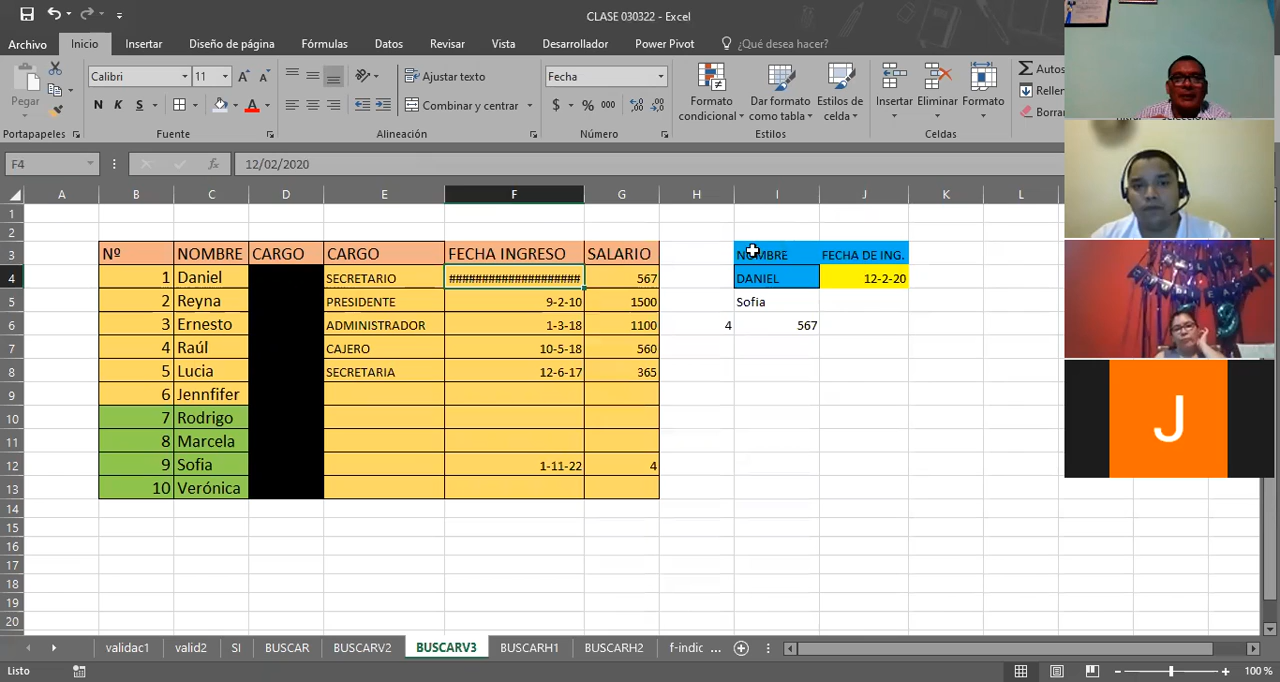 CLASE 030322 - Excel
Archivo Inicio Insertar Diseño de página Fórmulas Datos Revisar Vista Desarrollador Power Pivot ¿Qué desea hacer?
Calibri 11 Ajustar texto Fecha Autos
Pegar N K S Combinar y centrar $ % 000 Formato condicional Dar formato como tabla Estilos de celda Insertar Eliminar Formato Rellen
Borra
Portapapeles Fuente Alineación Número Estilos Celdas
F4 fx 12/02/2020
A B C D E F G H I J K L
1
2
3 Nº NOMBRE CARGO CARGO FECHA INGRESO SALARIO NOMBRE FECHA DE ING.
4 1 Daniel SECRETARIO #################### 567 DANIEL 12-2-20
5 2 Reyna PRESIDENTE 9-2-10 1500 Sofia
6 3 Ernesto ADMINISTRADOR 1-3-18 1100 4 567
7 4 Raúl CAJERO 10-5-18 560
8 5 Lucia SECRETARIA 12-6-17 365
9 6 Jennfifer
10 7 Rodrigo
11 8 Marcela
12 9 Sofia 1-11-22 4
13 10 Verónica
14
15
16
17
18
19
20
validac1 valid2 SI BUSCAR BUSCARV2 BUSCARV3 BUSCARH1 BUSCARH2 f-indic ...
Listo 100 %
J